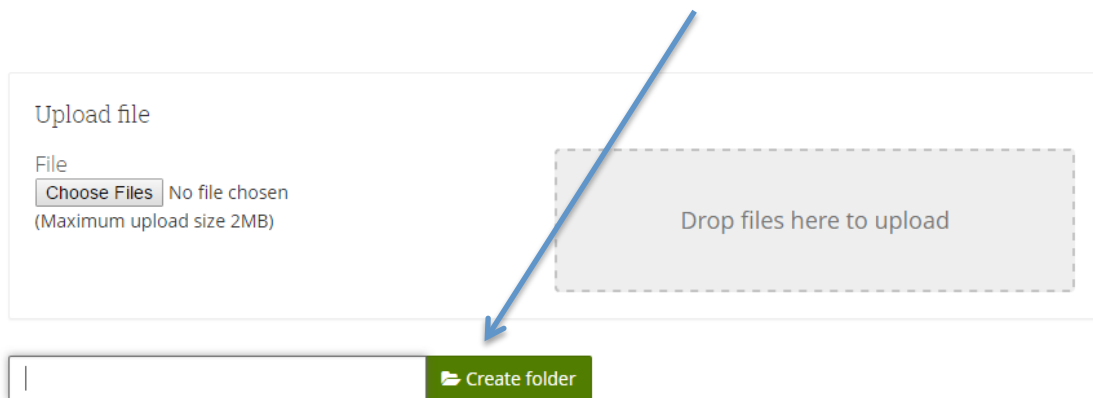 Upload file
File
Choose Files No file chosen
(Maximum upload size 2MB)
Drop files here to upload
Create folder